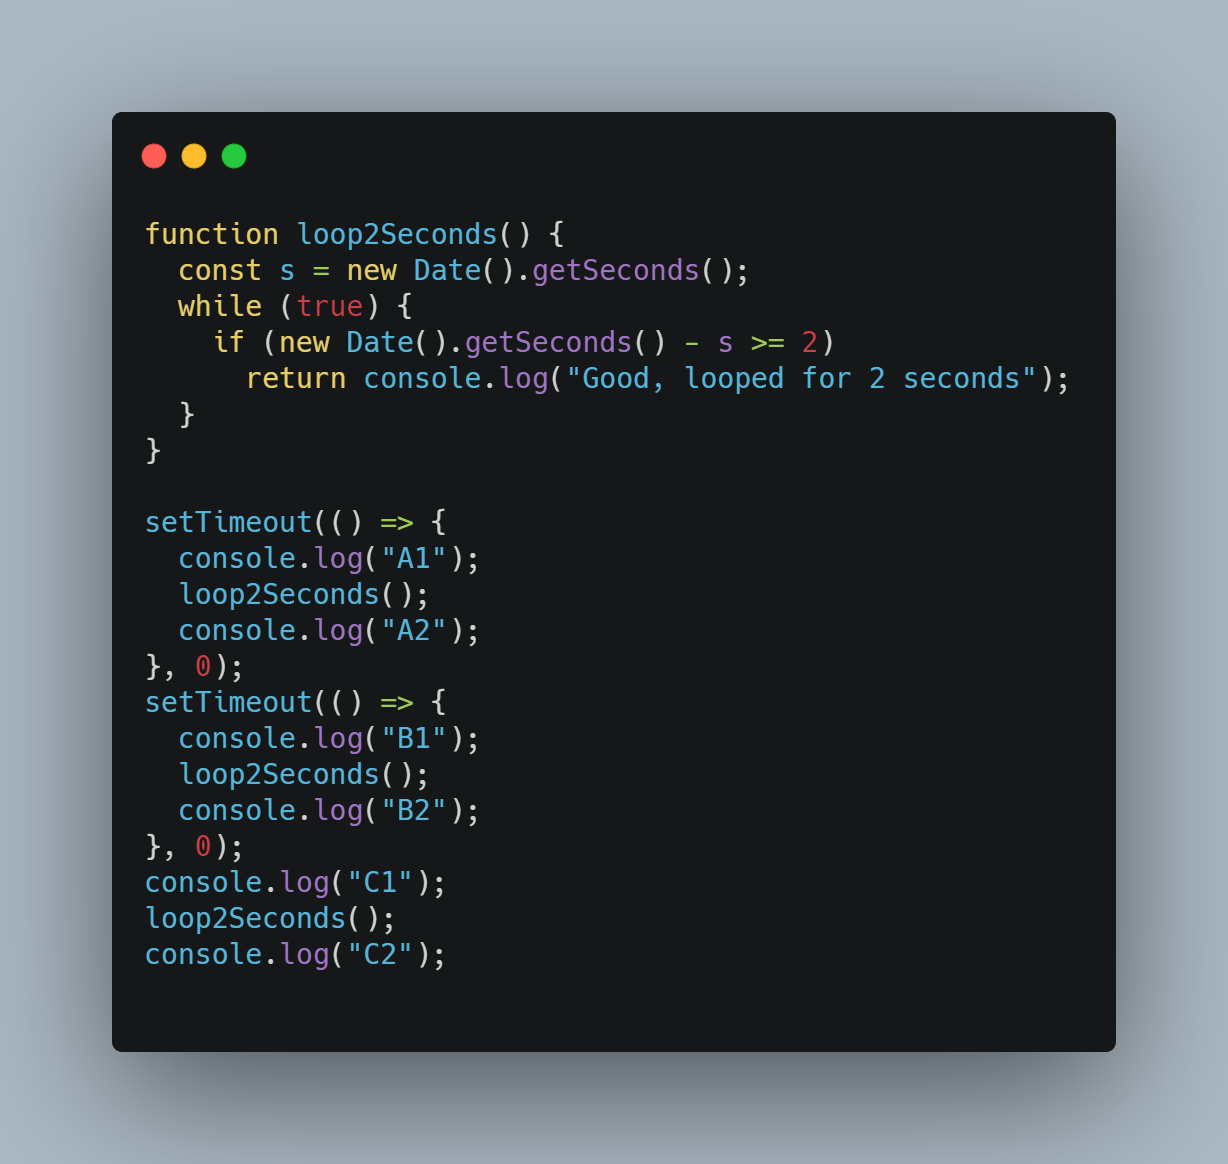 function loop2Seconds() {
  const s = new Date().getSeconds();
  while (true) {
    if (new Date().getSeconds() - s >= 2)
      return console.log("Good, looped for 2 seconds");
  }
}

setTimeout(() => {
  console.log("A1");
  loop2Seconds();
  console.log("A2");
}, 0);
setTimeout(() => {
  console.log("B1");
  loop2Seconds();
  console.log("B2");
}, 0);
console.log("C1");
loop2Seconds();
console.log("C2");